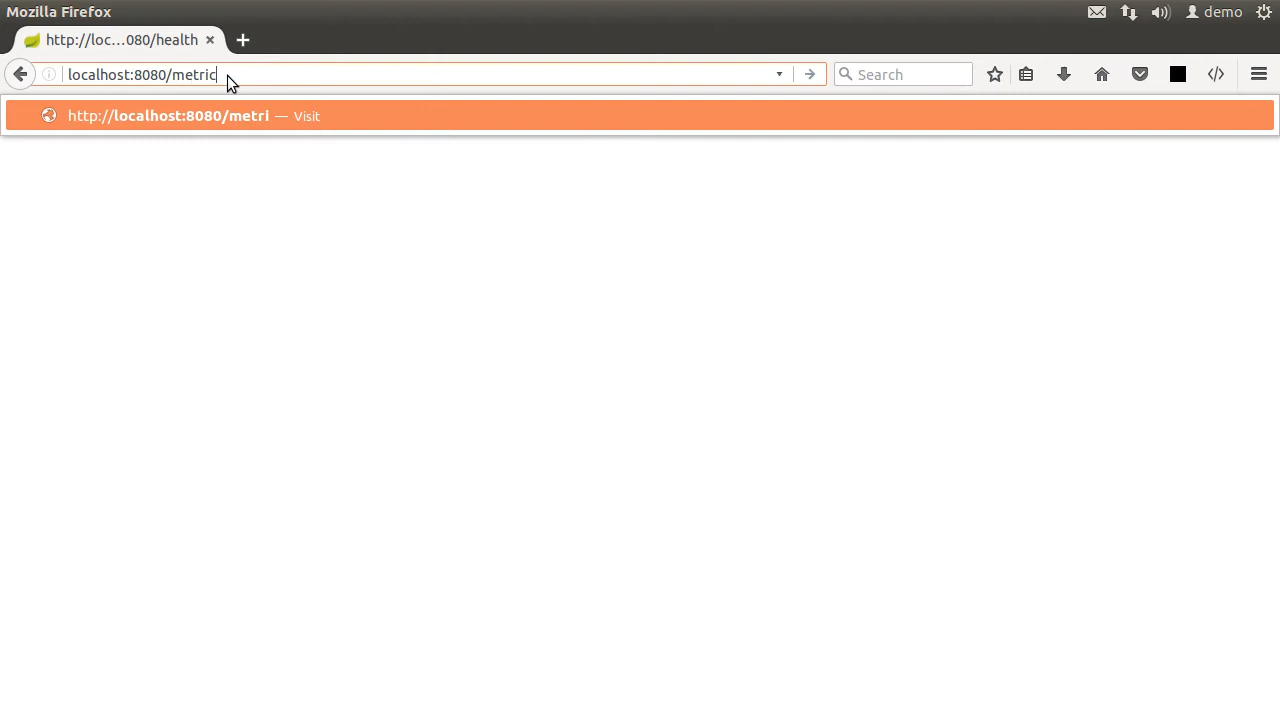 Mozilla Firefox
demo
http://loc...080/health
localhost:8080/metric
Search
http://localhost:8080/metri — Visit